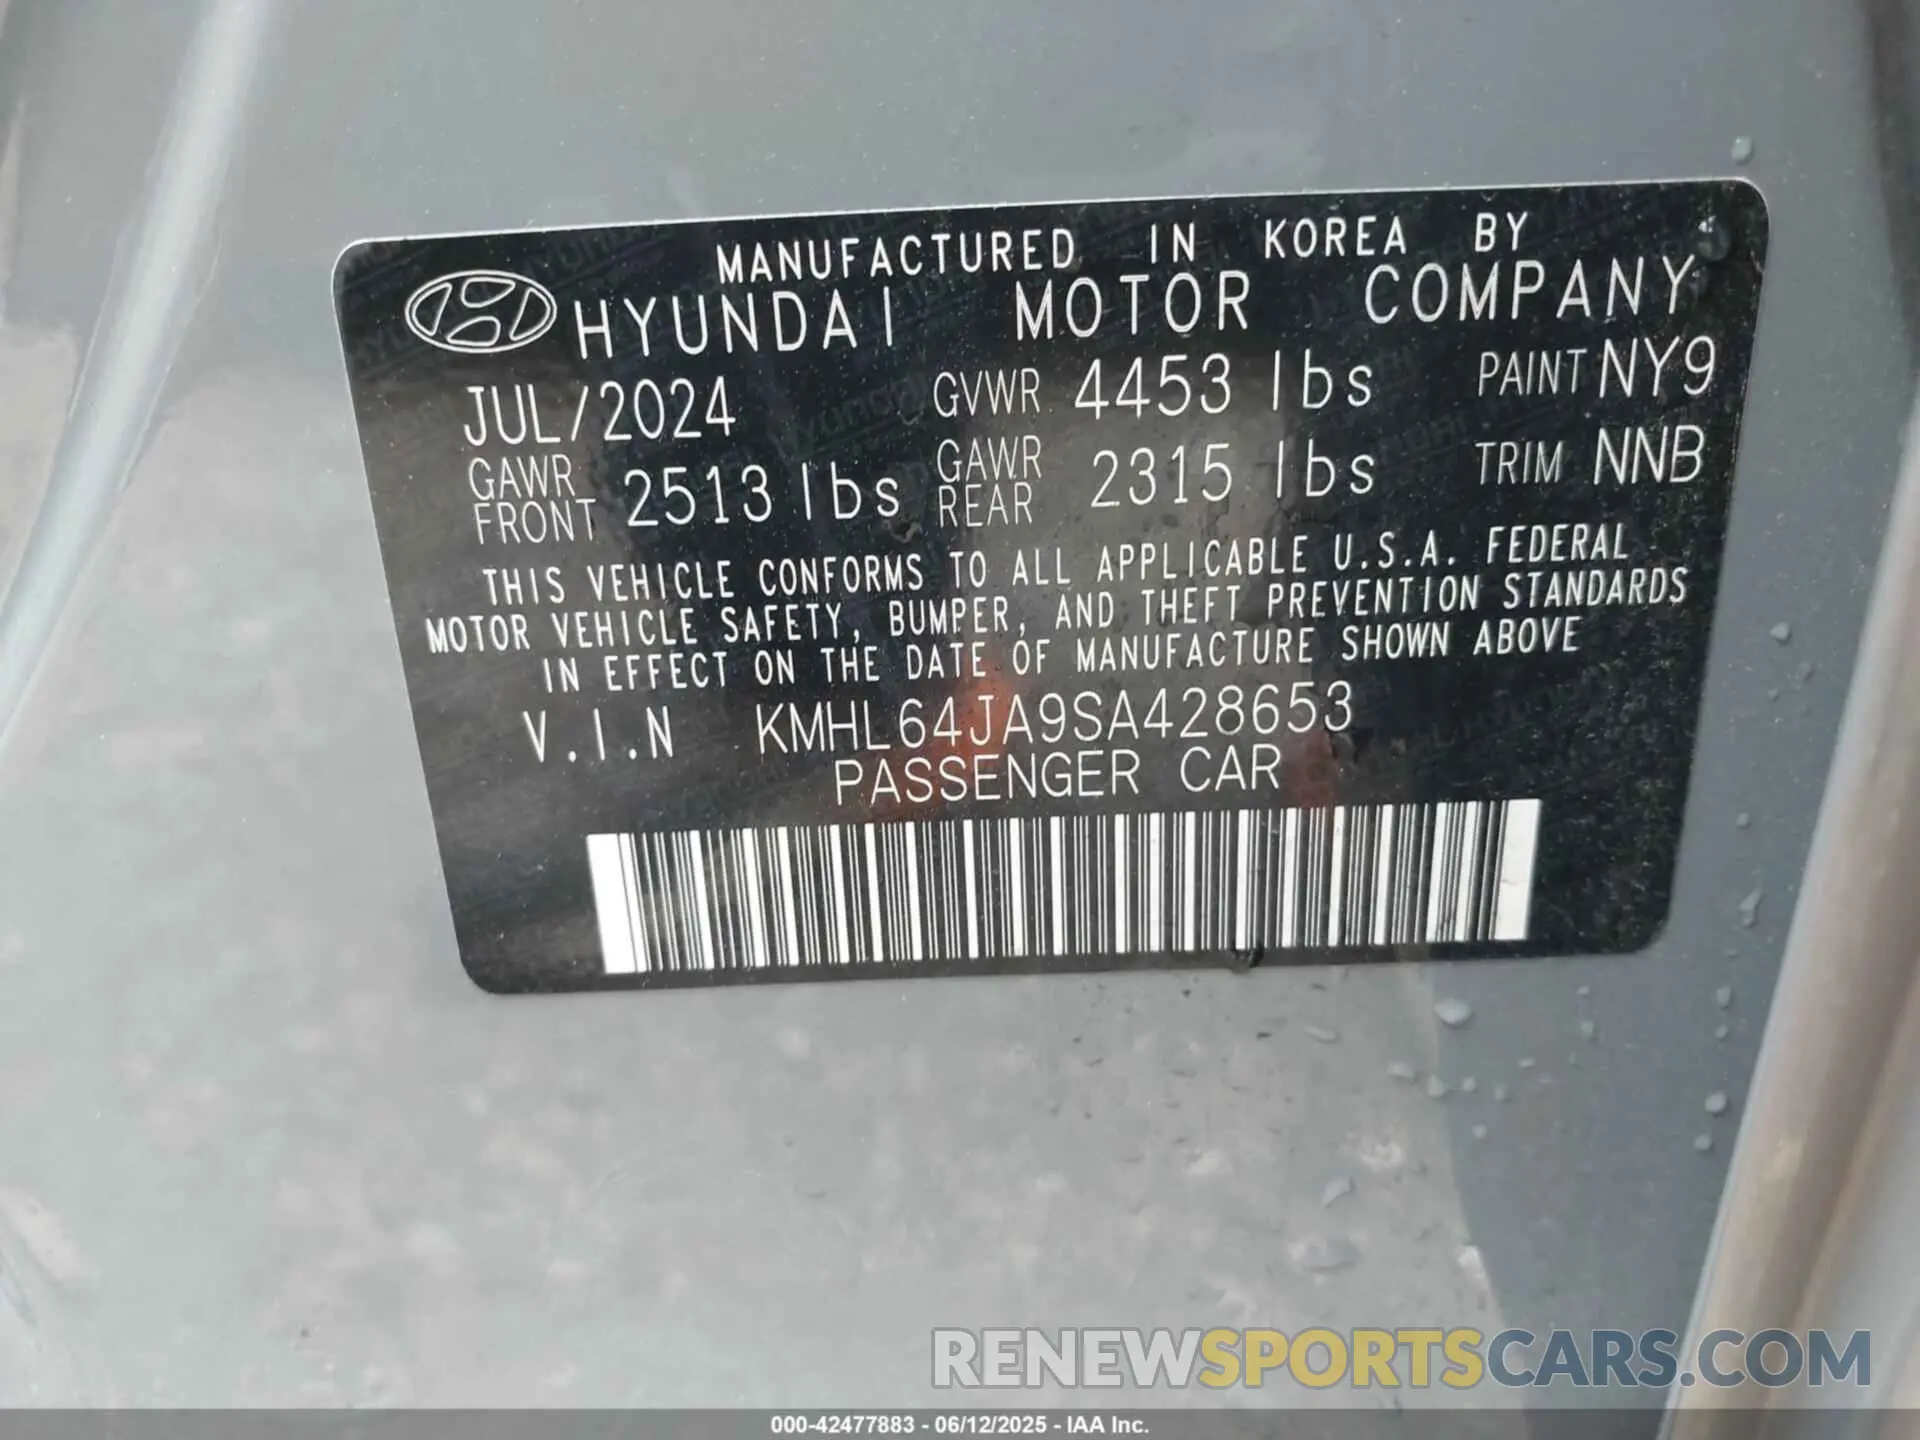 MANUFACTURED IN KOREA BY
HYUNDAI MOTOR COMPANY
JUL/2024 GVWR 4453 lbs PAINT NY9
GAWR FRONT 2513 lbs GAWR REAR 2315 lbs TRIM NNB
THIS VEHICLE CONFORMS TO ALL APPLICABLE U.S.A. FEDERAL
MOTOR VEHICLE SAFETY, BUMPER, AND THEFT PREVENTION STANDARDS
IN EFFECT ON THE DATE OF MANUFACTURE SHOWN ABOVE
V.I.N KMHL64JA9SA428653
PASSENGER CAR
RENEWSPORTSCARS.COM
000-42477883 - 06/12/2025 - IAA Inc.